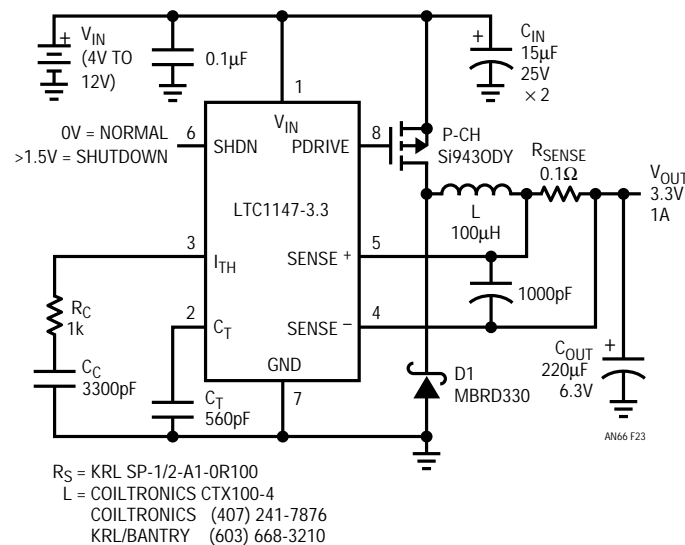 VIN
(4V TO
12V)
0.1µF
+
CIN
15µF
25V
× 2
1
VIN
0V = NORMAL
>1.5V = SHUTDOWN
6
SHDN
PDRIVE
8
P-CH
Si943ODY
RSENSE
0.1Ω
VOUT
3.3V
1A
LTC1147-3.3
L
100µH
3
ITH
SENSE +
5
1000pF
RC
1k
2
CT
SENSE –
4
CC
3300pF
GND
7
CT
560pF
D1
MBRD330
COUT
220µF
6.3V
+
+
AN66 F23
RS = KRL SP-1/2-A1-0R100
L = COILTRONICS CTX100-4
COILTRONICS (407) 241-7876
KRL/BANTRY (603) 668-3210